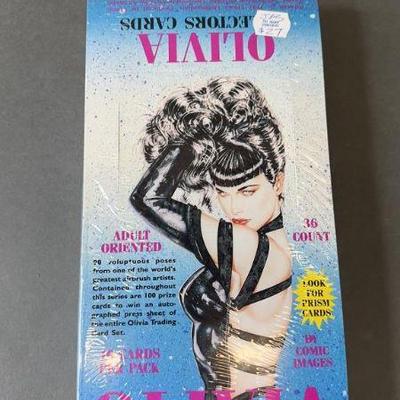 OLIVIA
COLLECTORS CARDS
$27
ADULT
ORIENTED
36
COUNT
90 voluptuous poses
from one of the world's
greatest airbrush artists.
Contained throughout
this series are 100 prize
cards to win an auto-
graphed press sheet of
the entire Olivia Trading
Card Set.
LOOK
FOR
PRISM
CARDS
10 CARDS
PER PACK
BY
COMIC
IMAGES
OLIVIA